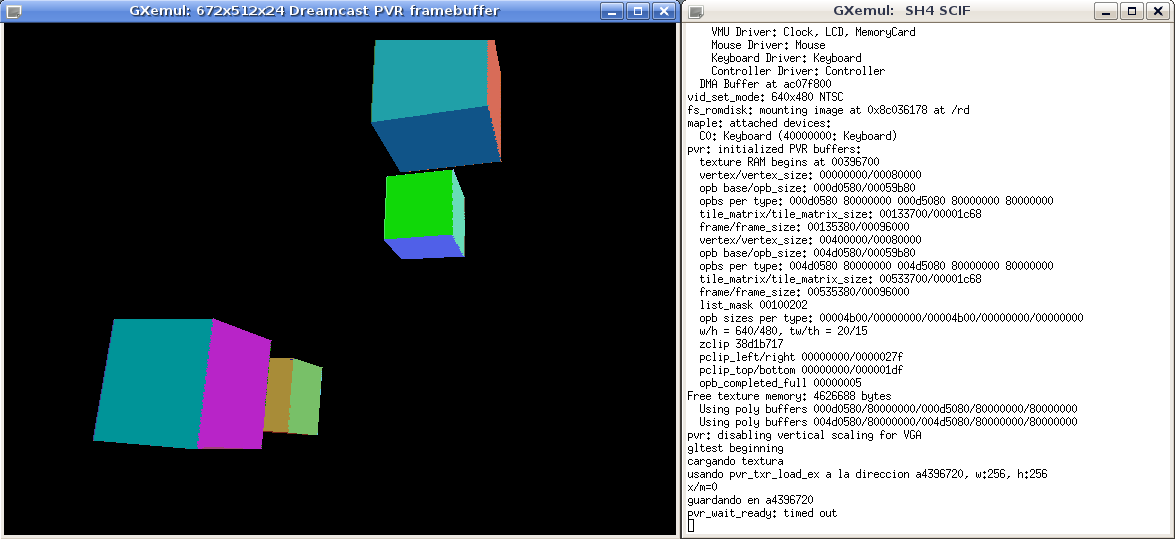 GXemul: 672x512x24 Dreamcast PVR framebuffer
GXemul: SH4 SCIF
VMU Driver: Clock, LCD, MemoryCard
Mouse Driver: Mouse
Keyboard Driver: Keyboard
Controller Driver: Controller
DMA Buffer at ac07f800
vid_set_mode: 640x480 NTSC
fs_romdisk: mounting image at 0x8c036178 at /rd
maple: attached devices:
C0: Keyboard (40000000: Keyboard)
pvr: initialized PVR buffers:
texture RAM begins at 00396700
vertex/vertex_size: 00000000/00080000
opb base/opb_size: 000d0580/00059b80
opbs per type: 000d0580 80000000 000d5080 80000000 80000000
tile_matrix/tile_matrix_size: 00133700/00001c68
frame/frame_size: 00135380/00096000
vertex/vertex_size: 00400000/00080000
opb base/opb_size: 004d0580/00059b80
opbs per type: 004d0580 80000000 004d5080 80000000 80000000
tile_matrix/tile_matrix_size: 00533700/00001c68
frame/frame_size: 00535380/00096000
list_mask 00100202
opb sizes per type: 00004b00/00000000/00004b00/00000000/00000000
w/h = 640/480, tw/th = 20/15
zclip 38d1b717
pclip_left/right 00000000/0000027f
pclip_top/bottom 00000000/000001df
opb_completed_full 00000005
Free texture memory: 4626688 bytes
Using poly buffers 000d0580/80000000/000d5080/80000000/80000000
Using poly buffers 004d0580/80000000/004d5080/80000000/80000000
pvr: disabling vertical scaling for VGA
gltest beginning
cargando textura
usando pvr_txr_load_ex a la direccion a4396720, w:256, h:256
x/m=0
guardando en a4396720
pvr_wait_ready: timed out